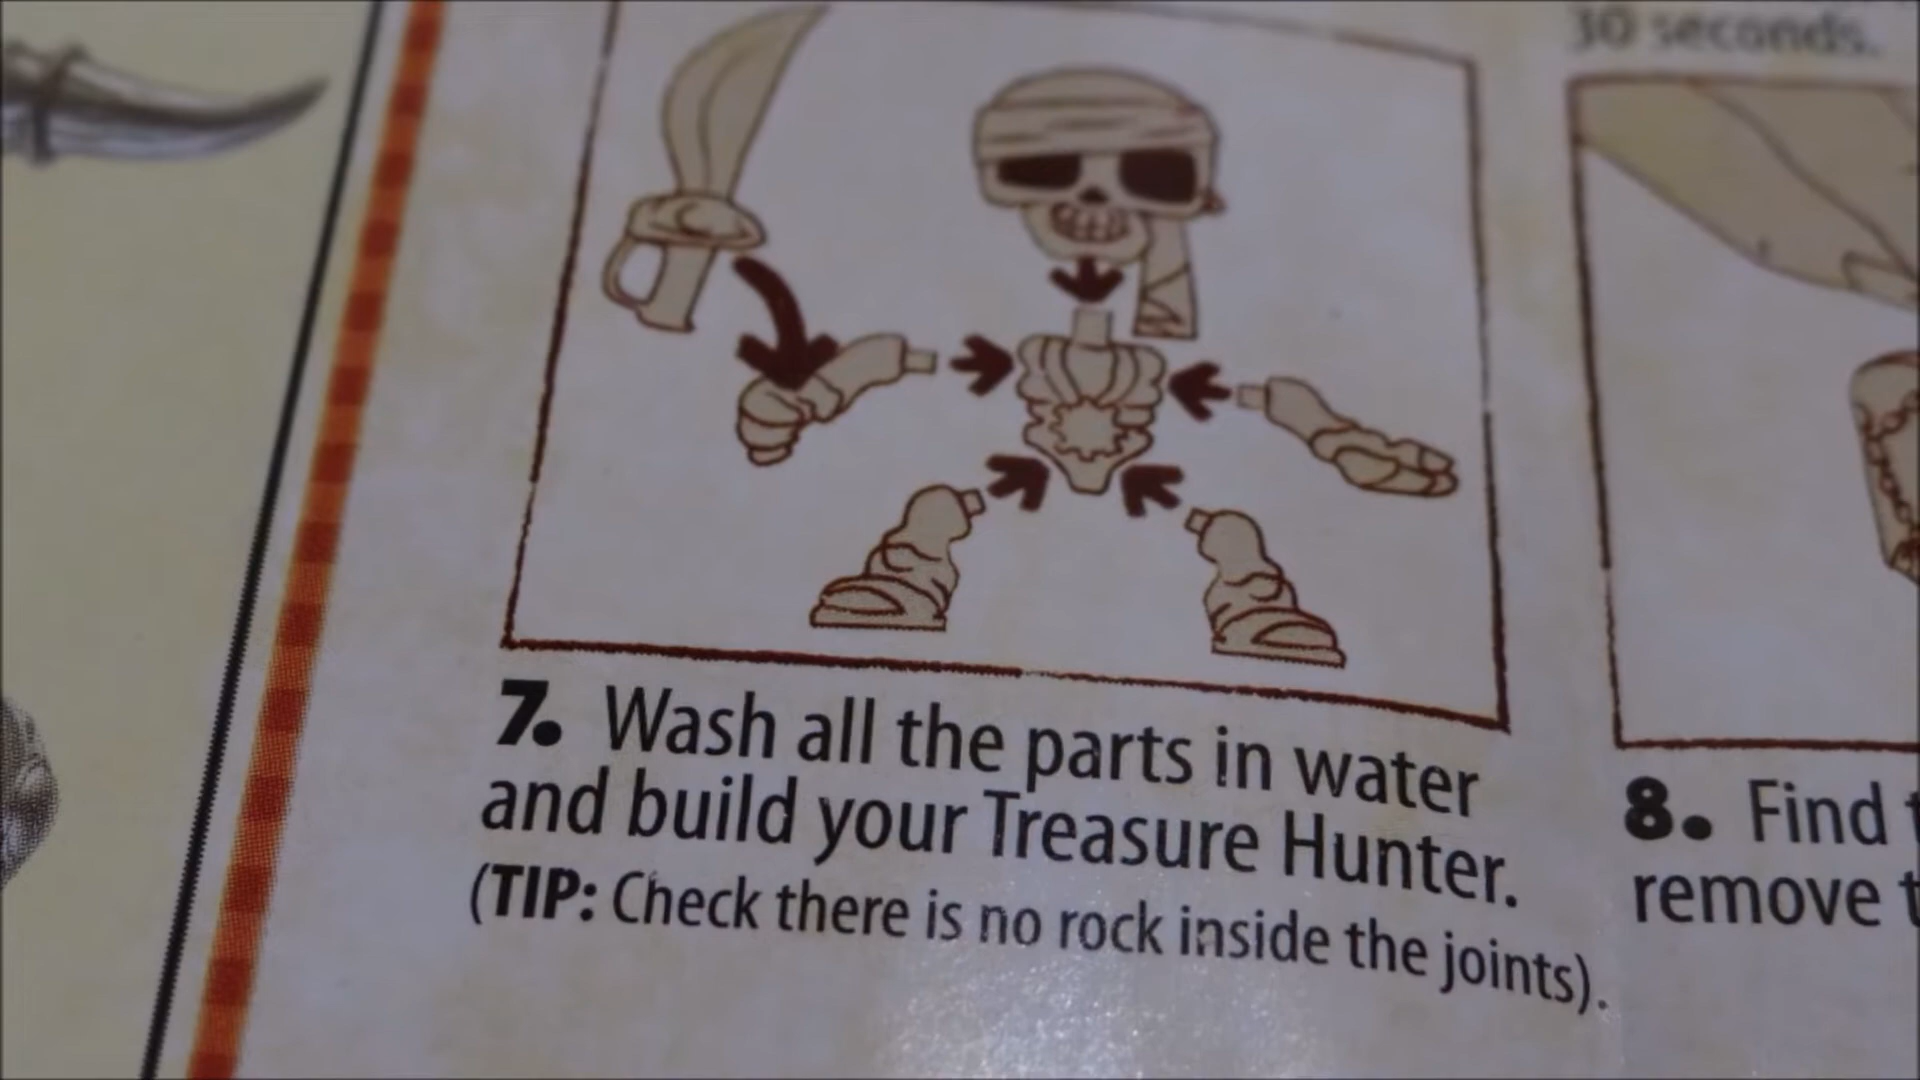 30 seconds.
7. Wash all the parts in water
and build your Treasure Hunter.
(TIP: Check there is no rock inside the joints).
8. Find
remove